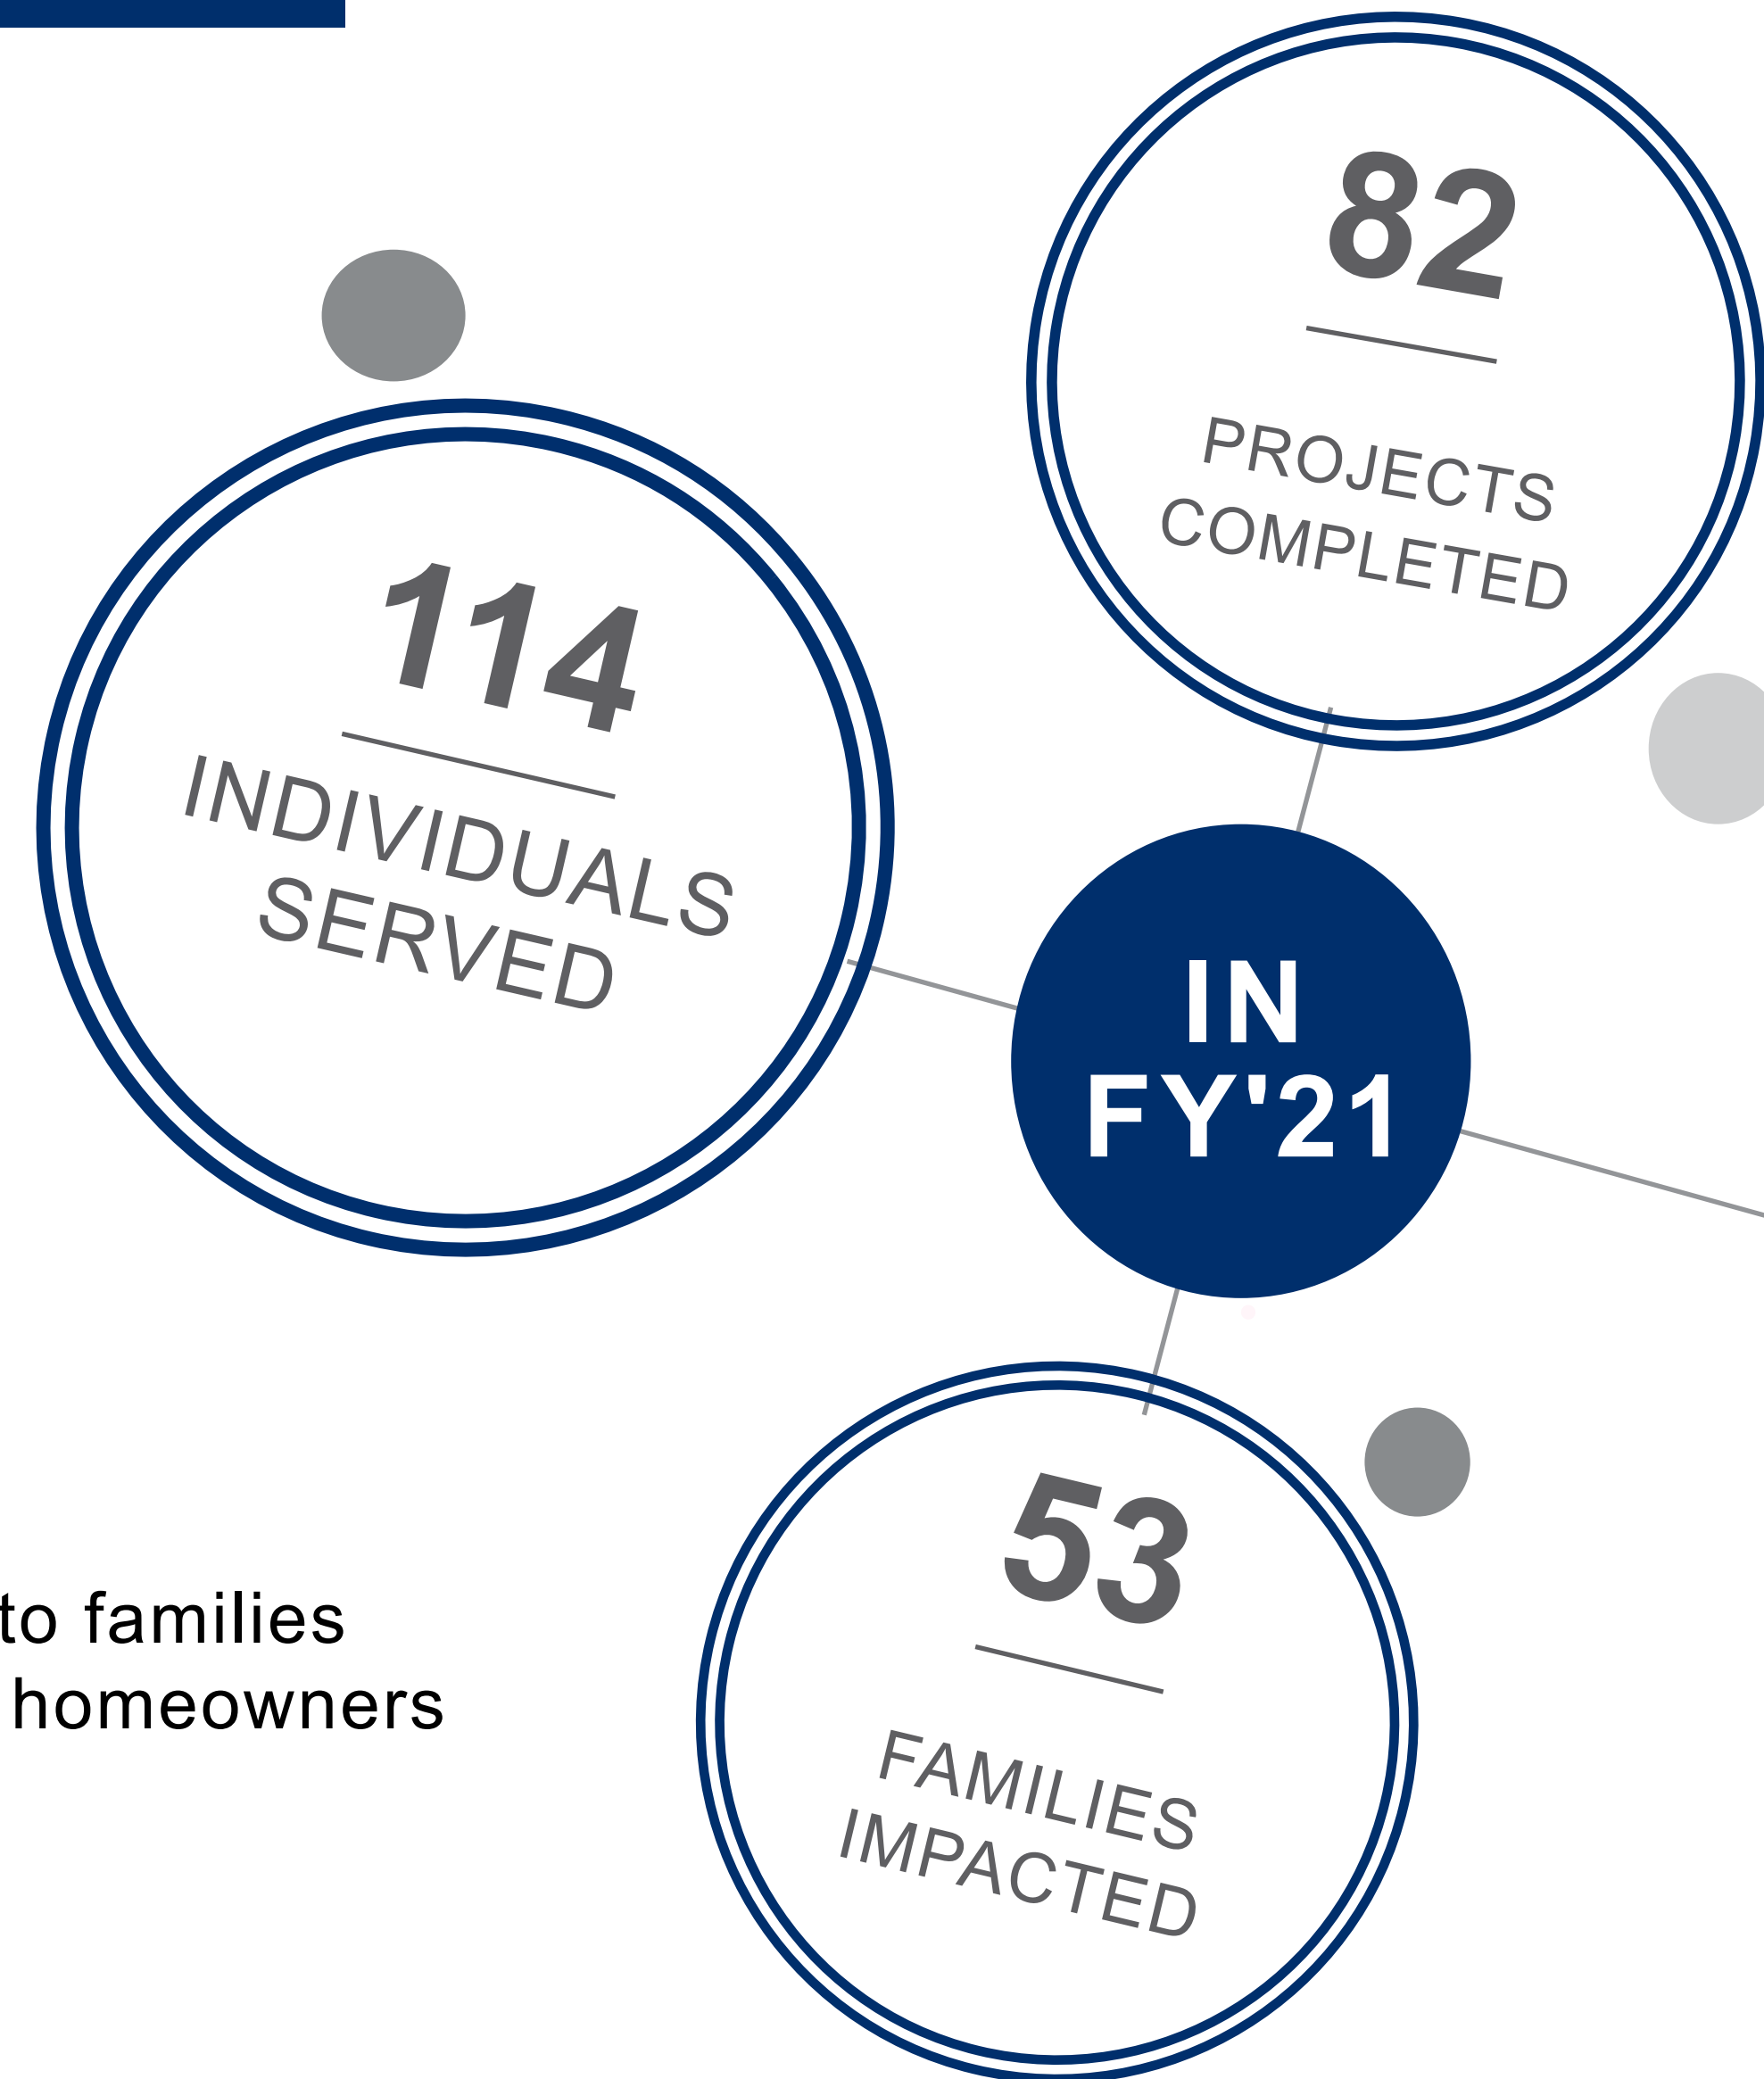 82
PROJECTS
COMPLETED
114
INDIVIDUALS
SERVED
IN
FY'21
53
FAMILIES
IMPACTED
to families
homeowners